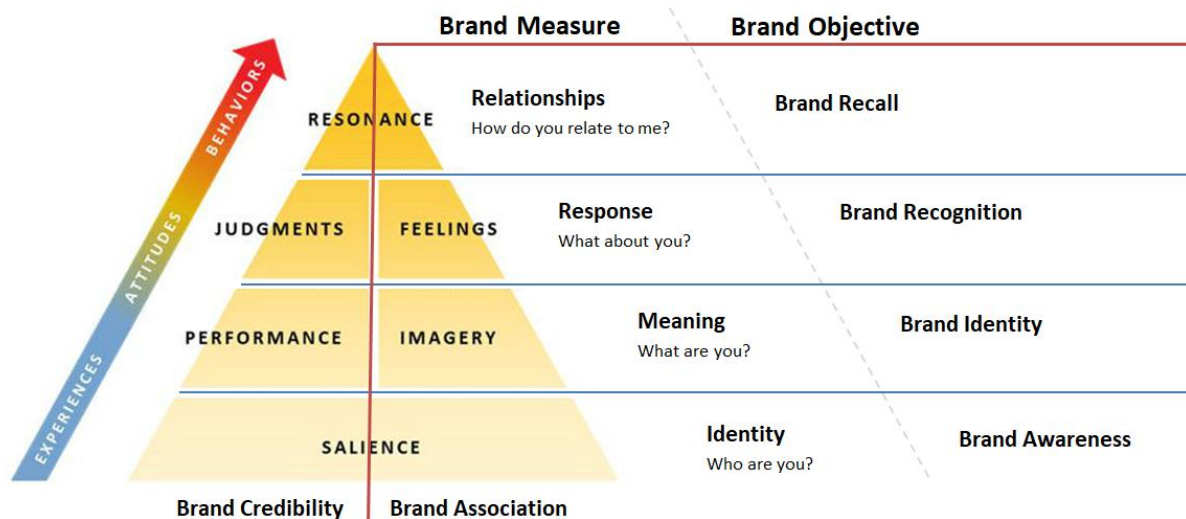 Brand Measure
Brand Objective
BEHAVIORS
ATTITUDES
EXPERIENCES
RESONANCE
Relationships
How do you relate to me?
Brand Recall
JUDGMENTS
FEELINGS
Response
What about you?
Brand Recognition
PERFORMANCE
IMAGERY
Meaning
What are you?
Brand Identity
SALIENCE
Identity
Who are you?
Brand Awareness
Brand Credibility
Brand Association